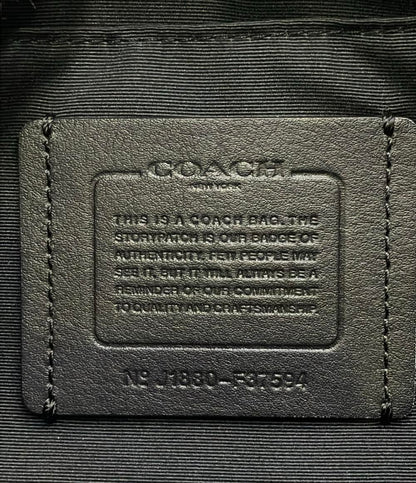 COACH
NEW YORK
THIS IS A COACH BAG. THE
STORYPATCH IS OUR BADGE OF
AUTHENTICITY. FEW PEOPLE MAY
SEE IT, BUT IT WILL ALWAYS BE A
REMINDER OF OUR COMMITMENT
TO QUALITY AND CRAFTSMANSHIP.
Nº J1880-F37594